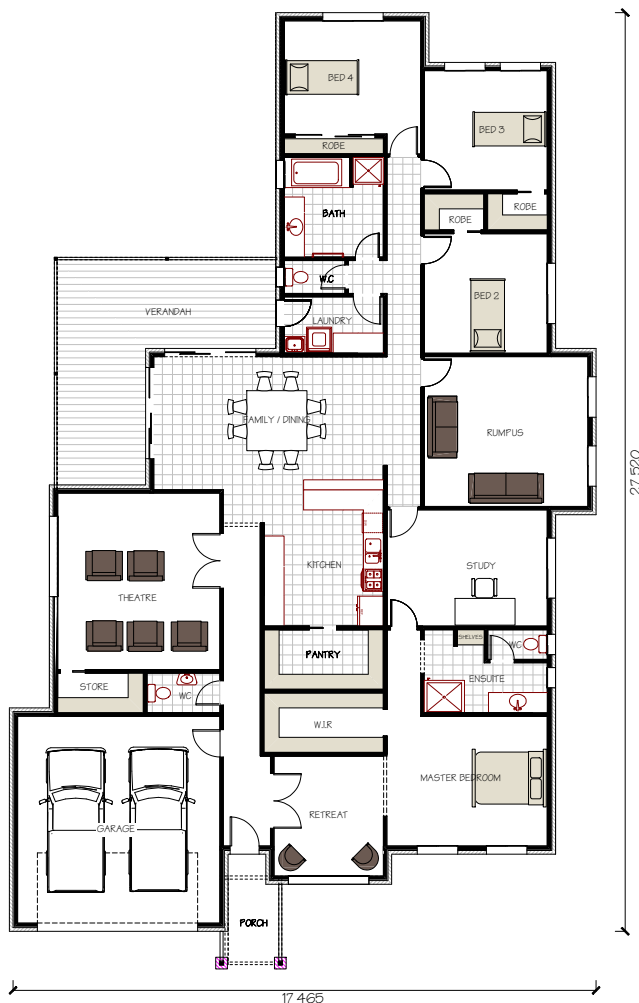 BED 4
BED 3
ROBE
ROBE
ROBE
BATH
W.C
BED 2
VERANDAH
LAUNDRY
FAMILY / DINING
RUMPUS
27 520
KITCHEN
STUDY
THEATRE
SHELVES
WC
PANTRY
ENSUITE
STORE
WC
W.I.R
MASTER BEDROOM
RETREAT
GARAGE
PORCH
17 465